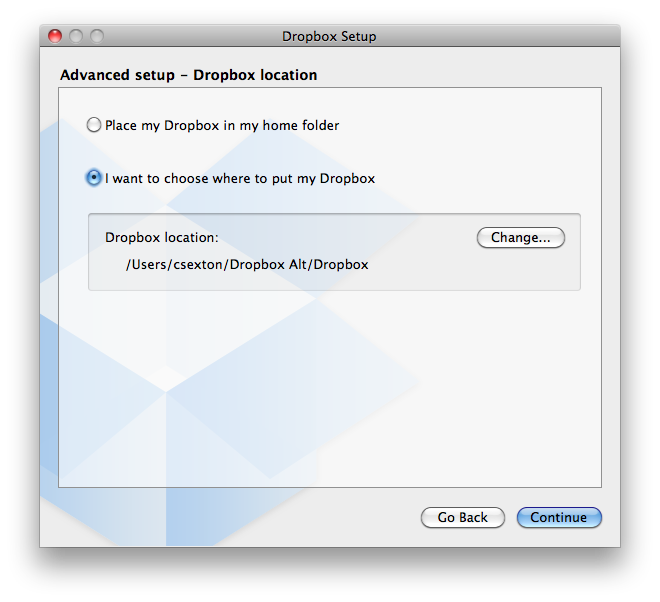 Dropbox Setup
Advanced setup – Dropbox location
Place my Dropbox in my home folder
I want to choose where to put my Dropbox
Dropbox location:
Change...
/Users/csexton/Dropbox Alt/Dropbox
Go Back
Continue